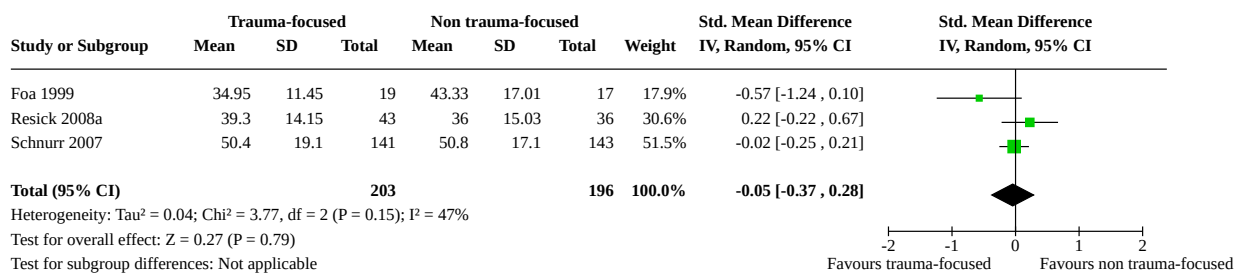 Trauma-focused Non trauma-focused Std. Mean Difference Std. Mean Difference
Study or Subgroup Mean SD Total Mean SD Total Weight IV, Random, 95% CI IV, Random, 95% CI
Foa 1999 34.95 11.45 19 43.33 17.01 17 17.9% -0.57 [-1.24 , 0.10]
Resick 2008a 39.3 14.15 43 36 15.03 36 30.6% 0.22 [-0.22 , 0.67]
Schnurr 2007 50.4 19.1 141 50.8 17.1 143 51.5% -0.02 [-0.25 , 0.21]
Total (95% CI) 203 196 100.0% -0.05 [-0.37 , 0.28]
Heterogeneity: Tau² = 0.04; Chi² = 3.77, df = 2 (P = 0.15); I² = 47%
Test for overall effect: Z = 0.27 (P = 0.79)
-2 -1 0 1 2
Test for subgroup differences: Not applicable Favours trauma-focused Favours non trauma-focused